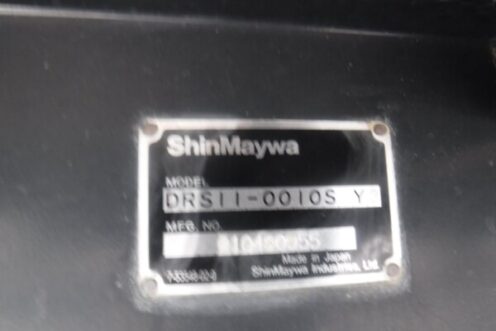 ShinMaywa
MODEL
DRS11-0010S Y
MFG. NO.
Made in Japan
ShinMaywa Industries, Ltd.